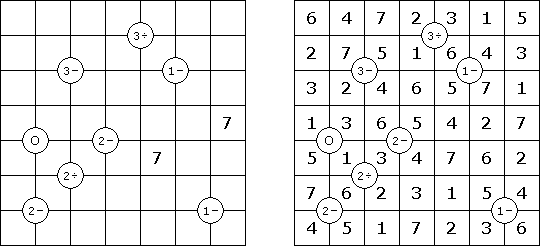 3÷
3− 1−
7
O 2−
7
2÷
2− 1−
6 4 7 2 3 1 5
3÷
2 7 5 1 6 4 3
3− 1−
3 2 4 6 5 7 1
1 3 6 5 4 2 7
O 2−
5 1 3 4 7 6 2
2÷
7 6 2 3 1 5 4
2− 1−
4 5 1 7 2 3 6